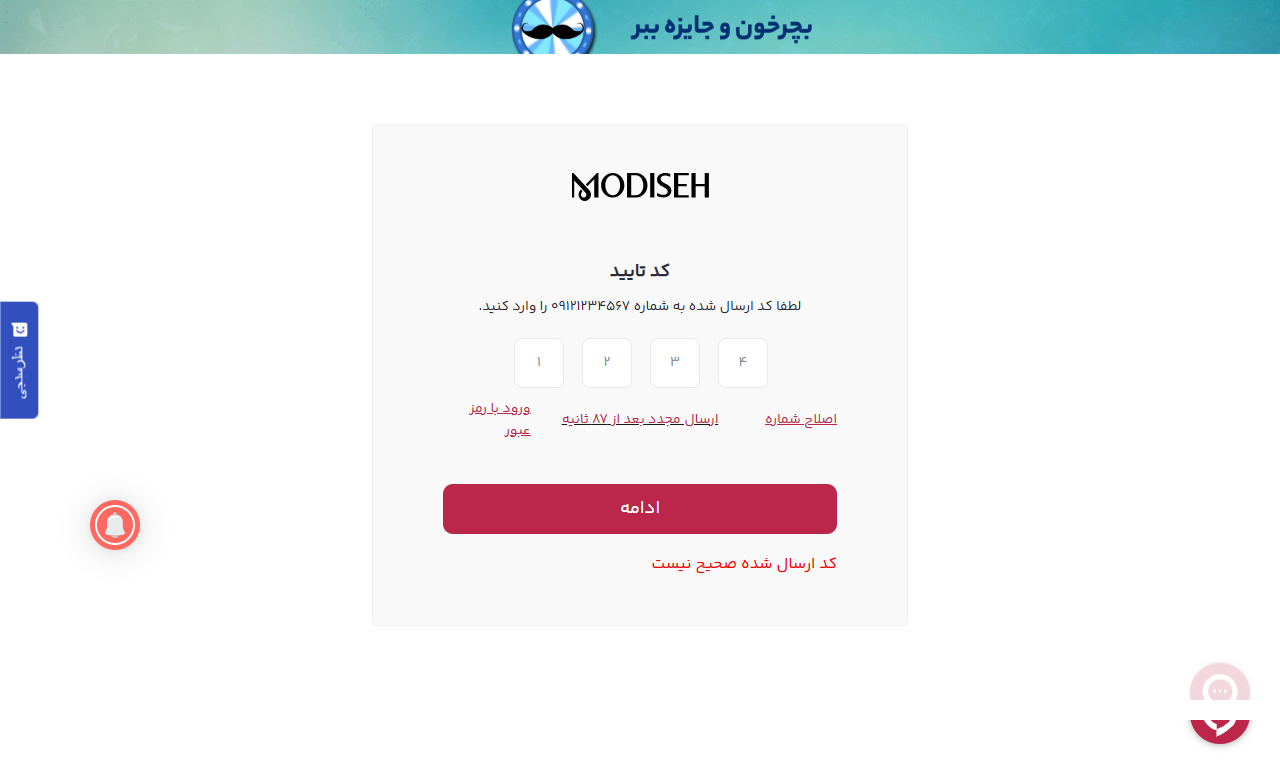 بچرخون و جایزه ببر
MODISEH
کد تایید
لطفا کد ارسال شده به شماره ۰۹۱۲۱۲۳۴۵۶۷ را وارد کنید.
۱ ۲ ۳ ۴
اصلاح شماره
ارسال مجدد بعد از ۸۷ ثانیه
ورود با رمز
عبور
ادامه
کد ارسال شده صحیح نیست
نظرسنجی